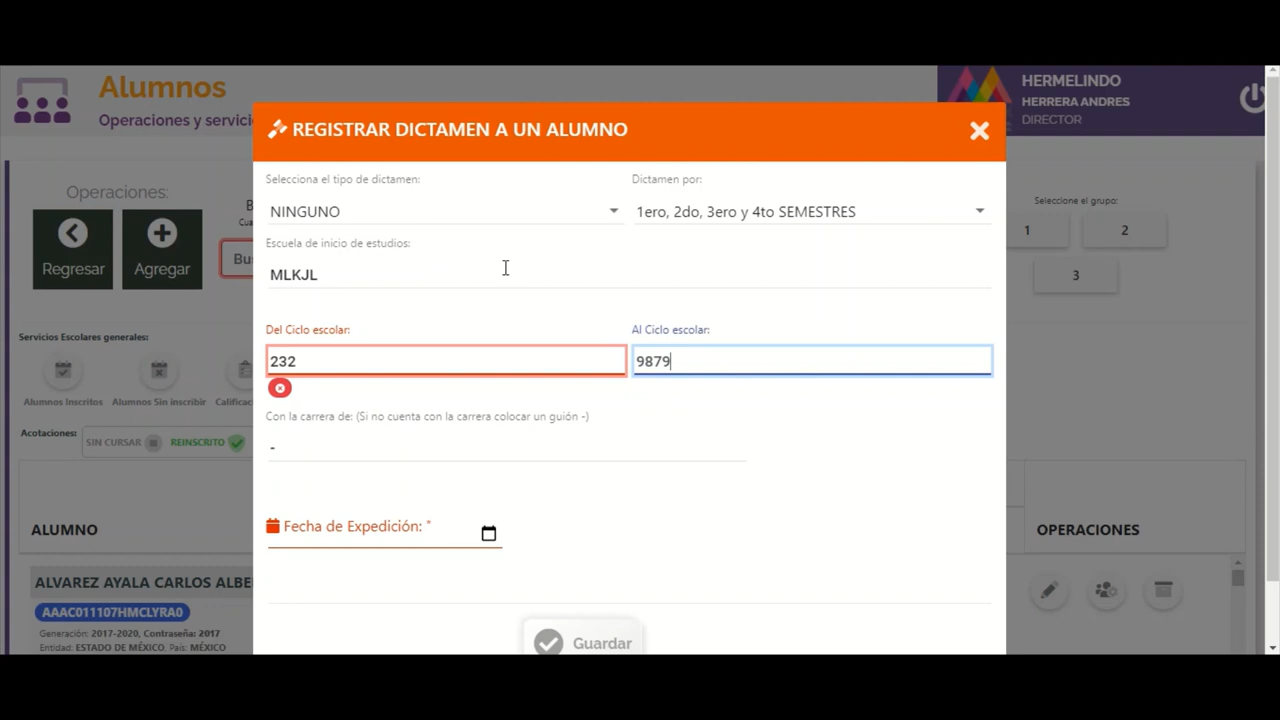 Alumnos
Operaciones y servici
HERMELINDO
HERRERA ANDRES
DIRECTOR
REGISTRAR DICTAMEN A UN ALUMNO
Selecciona el tipo de dictamen:
NINGUNO
Dictamen por:
1ero, 2do, 3ero y 4to SEMESTRES
Escuela de inicio de estudios:
MLKJL
Del Ciclo escolar:
232
Al Ciclo escolar:
9879
Con la carrera de: (Si no cuenta con la carrera colocar un guión -)
-
Fecha de Expedición: *
Guardar
Operaciones:
Regresar
Agregar
B
Cua
Bu
Seleccione el grupo:
1
2
3
Servicios Escolares generales:
Alumnos Inscritos
Alumnos Sin inscribir
Calificac
Acotaciones:
SIN CURSAR
REINSCRITO
ALUMNO
OPERACIONES
ALVAREZ AYALA CARLOS ALBE
AAAC011107HMCLYRA0
Generación: 2017-2020, Contraseña: 2017
Entidad: ESTADO DE MÉXICO. País: MÉXICO